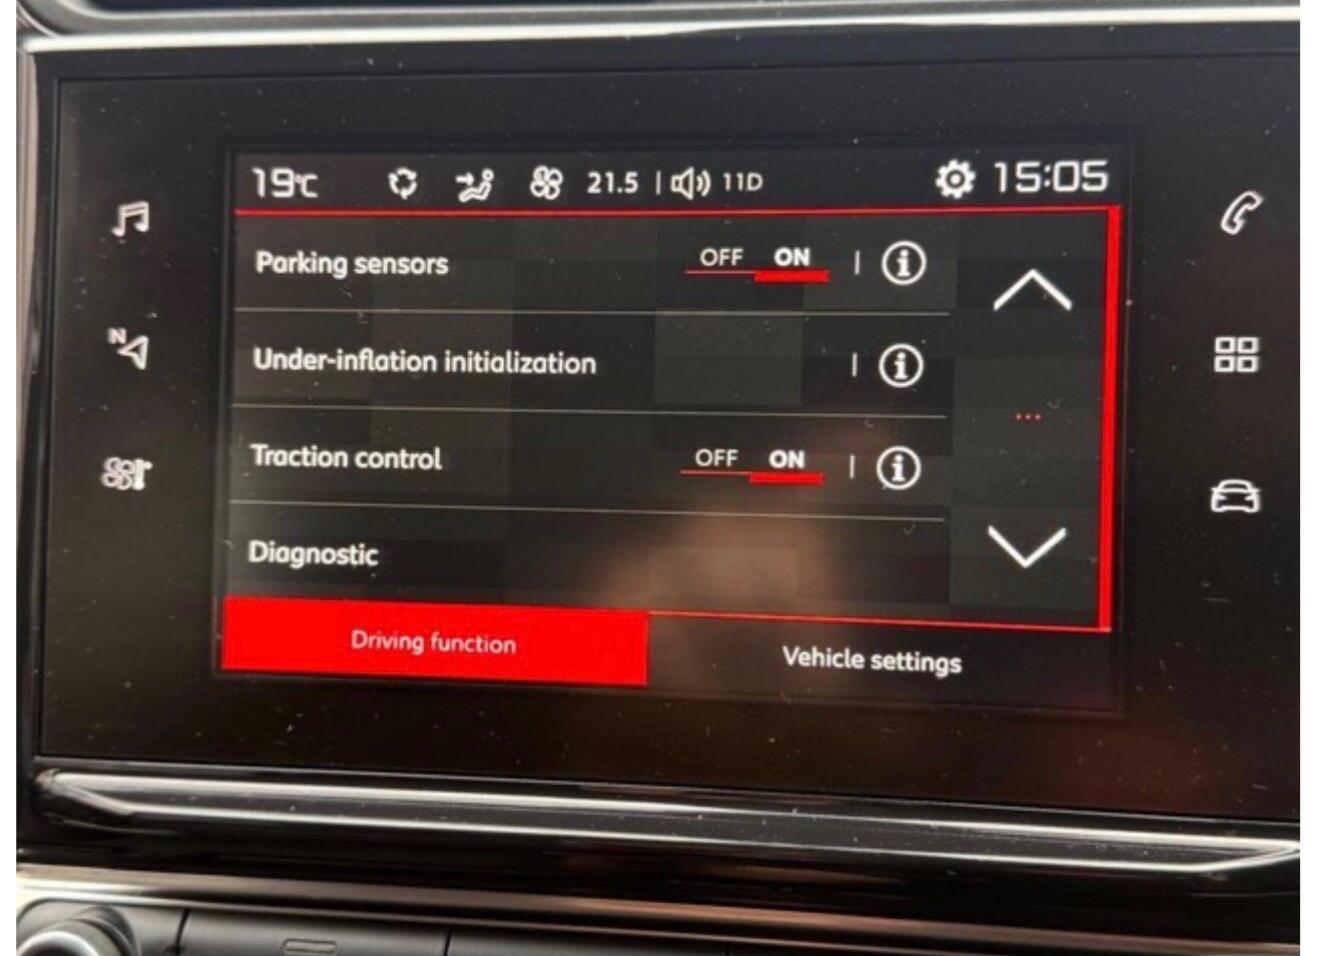 19°C 21.5 | 11D 15:05
Parking sensors OFF ON | i
Under-inflation initialization | i
Traction control OFF ON | i
Diagnostic
Driving function Vehicle settings
N